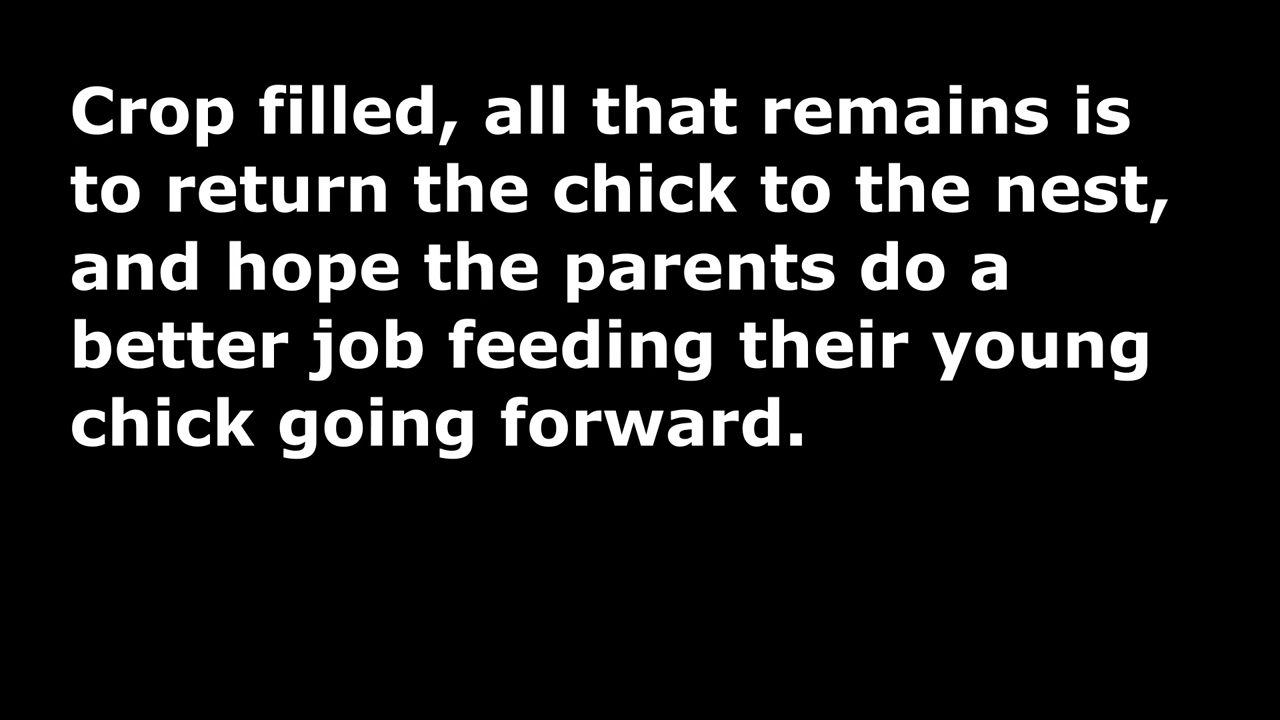 Crop filled, all that remains is
to return the chick to the nest,
and hope the parents do a
better job feeding their young
chick going forward.